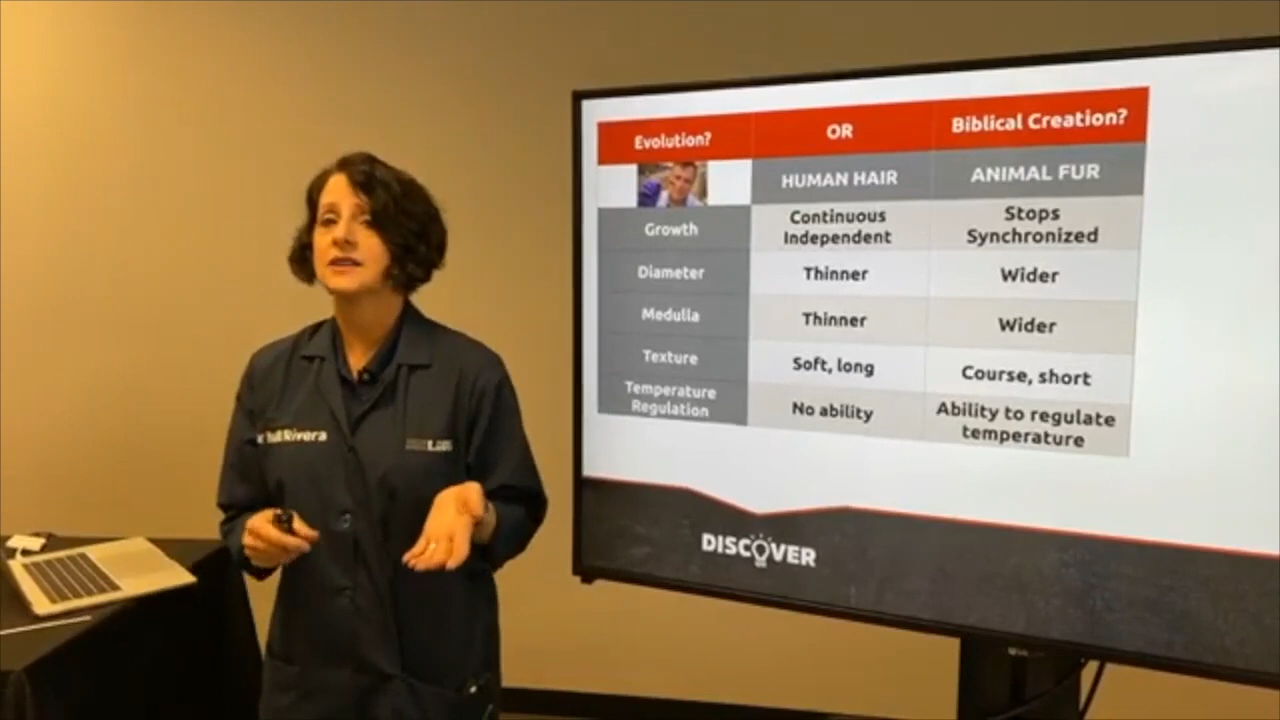 Evolution?
OR
Biblical Creation?
HUMAN HAIR
ANIMAL FUR
Growth
Continuous
Independent
Stops
Synchronized
Diameter
Thinner
Wider
Medulla
Thinner
Wider
Texture
Soft, long
Course, short
Temperature
Regulation
No ability
Ability to regulate
temperature
DISCOVER
Rivera